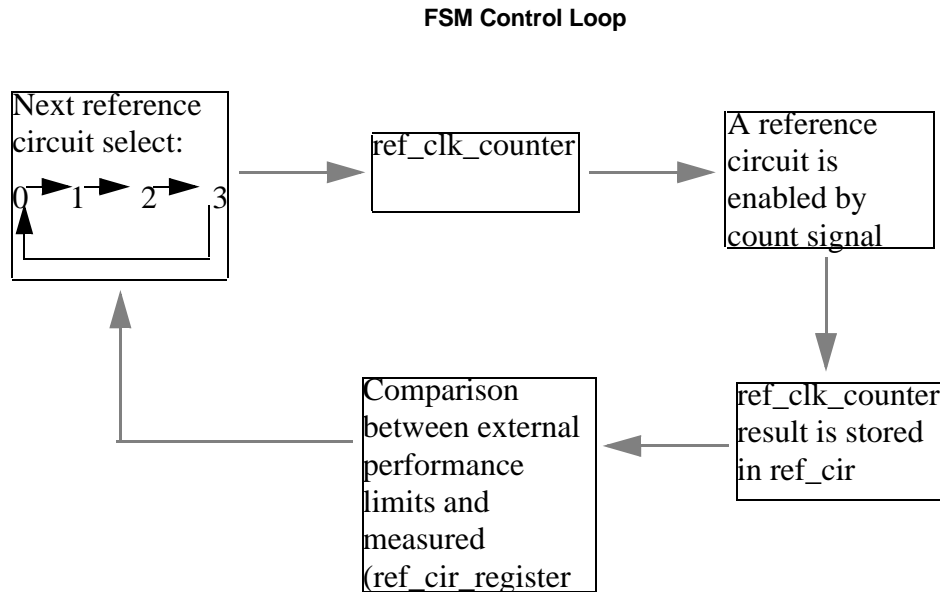 FSM Control Loop
Next reference
circuit select:
0 1 2 3
ref_clk_counter
A reference
circuit is
enabled by
count signal
ref_clk_counter
result is stored
in ref_cir
Comparison
between external
performance
limits and
measured
(ref_cir_register